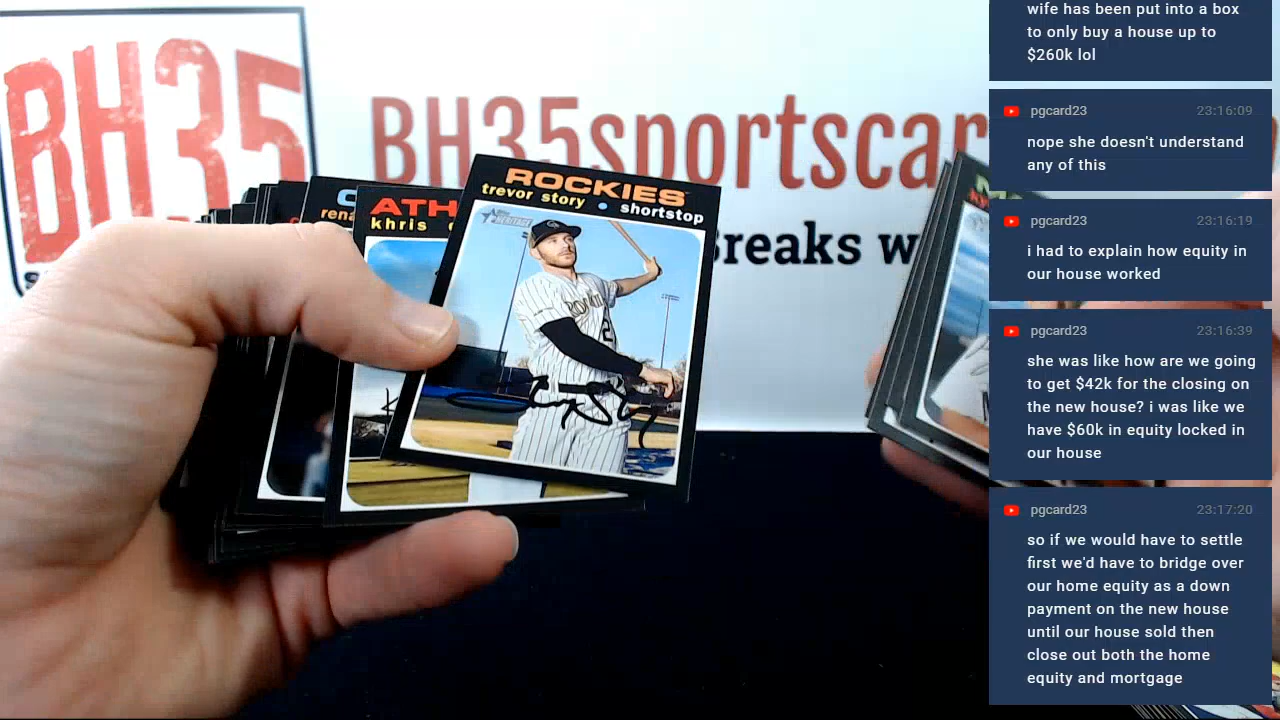 BH35
BH35sportscar
reaks w
ROCKIES
trevor story • shortstop
Topps HERITAGE
ATH
khris
rena
wife has been put into a box
to only buy a house up to
$260k lol
pgcard23 23:16:09
nope she doesn't understand
any of this
pgcard23 23:16:19
i had to explain how equity in
our house worked
pgcard23 23:16:39
she was like how are we going
to get $42k for the closing on
the new house? i was like we
have $60k in equity locked in
our house
pgcard23 23:17:20
so if we would have to settle
first we'd have to bridge over
our home equity as a down
payment on the new house
until our house sold then
close out both the home
equity and mortgage